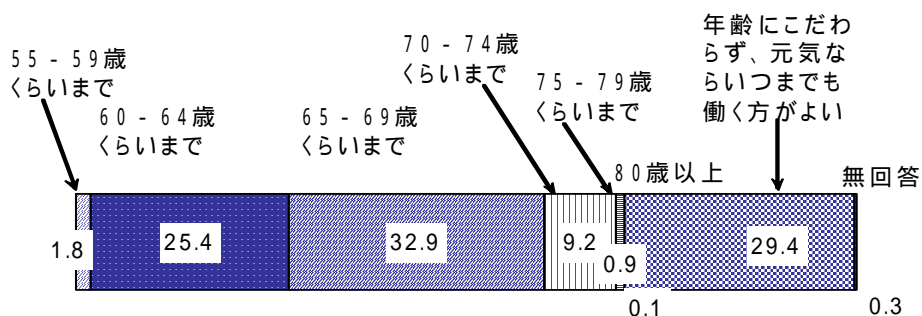 55-59歳
くらいまで
60-64歳
くらいまで
65-69歳
くらいまで
70-74歳
くらいまで
75-79歳
くらいまで
80歳以上
年齢にこだわ
らず、元気な
らいつまでも
働く方がよい
無回答
1.8
25.4
32.9
9.2
0.9
0.1
29.4
0.3